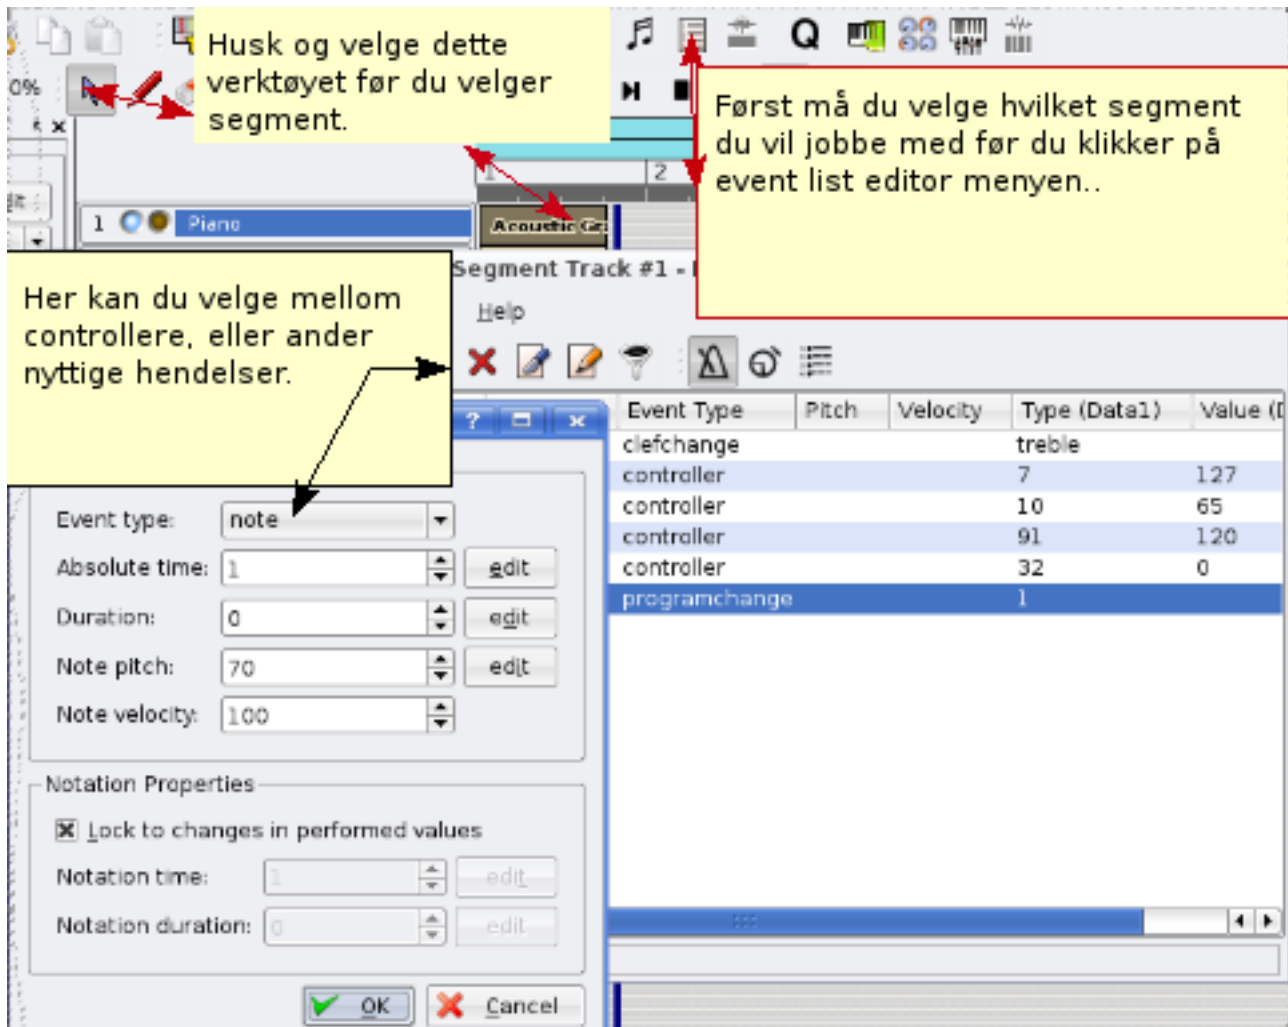 Husk og velge dette
verktøyet før du velger
segment.
Q
0%
Først må du velge hvilket segment
du vil jobbe med før du klikker på
event list editor menyen..
1
2
1 Piano
Acoustic
Her kan du velge mellom
controllere, eller ander
nyttige hendelser.
Segment Track #1 -
Help
Event Type Pitch Velocity Type (Data1) Value
clefchange treble
controller 7 127
controller 10 65
controller 91 120
controller 32 0
programchange 1
Event type: note
Absolute time: 1 edit
Duration: 0 edit
Note pitch: 70 edit
Note velocity: 100
Notation Properties
Lock to changes in performed values
Notation time: 1 edit
Notation duration: 0 edit
OK Cancel